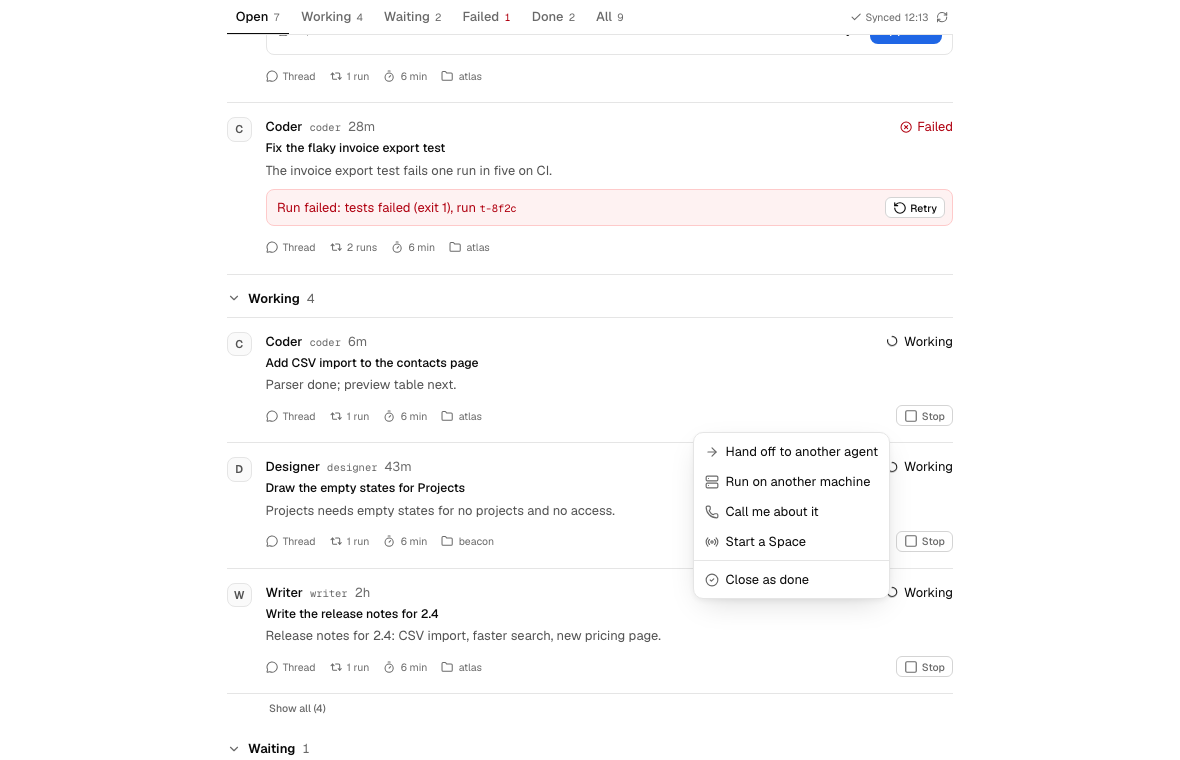 Open 7 Working 4 Waiting 2 Failed 1 Done 2 All 9 Synced 12:13
Thread 1 run 6 min atlas
C Coder coder 28m Failed
Fix the flaky invoice export test
The invoice export test fails one run in five on CI.
Run failed: tests failed (exit 1), run t-8f2c Retry
Thread 2 runs 6 min atlas
Working 4
C Coder coder 6m Working
Add CSV import to the contacts page
Parser done; preview table next.
Thread 1 run 6 min atlas Stop
Hand off to another agent
Run on another machine
Call me about it
Start a Space
Close as done
D Designer designer 43m Working
Draw the empty states for Projects
Projects needs empty states for no projects and no access.
Thread 1 run 6 min beacon Stop
W Writer writer 2h Working
Write the release notes for 2.4
Release notes for 2.4: CSV import, faster search, new pricing page.
Thread 1 run 6 min atlas Stop
Show all (4)
Waiting 1